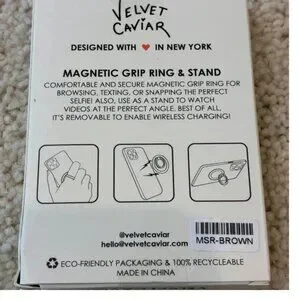 VELVET
CAVIAR
DESIGNED WITH ❤ IN NEW YORK
MAGNETIC GRIP RING & STAND
COMFORTABLE AND SECURE MAGNETIC GRIP RING FOR
BROWSING, TEXTING, OR SNAPPING THE PERFECT
SELFIE! ALSO, USE AS A STAND TO WATCH
VIDEOS AT THE PERFECT ANGLE. BEST OF ALL,
IT'S REMOVABLE TO ENABLE WIRELESS CHARGING!
@velvetcaviar
hello@velvetcaviar.com
MSR-BROWN
ECO-FRIENDLY PACKAGING & 100% RECYCLEABLE
MADE IN CHINA